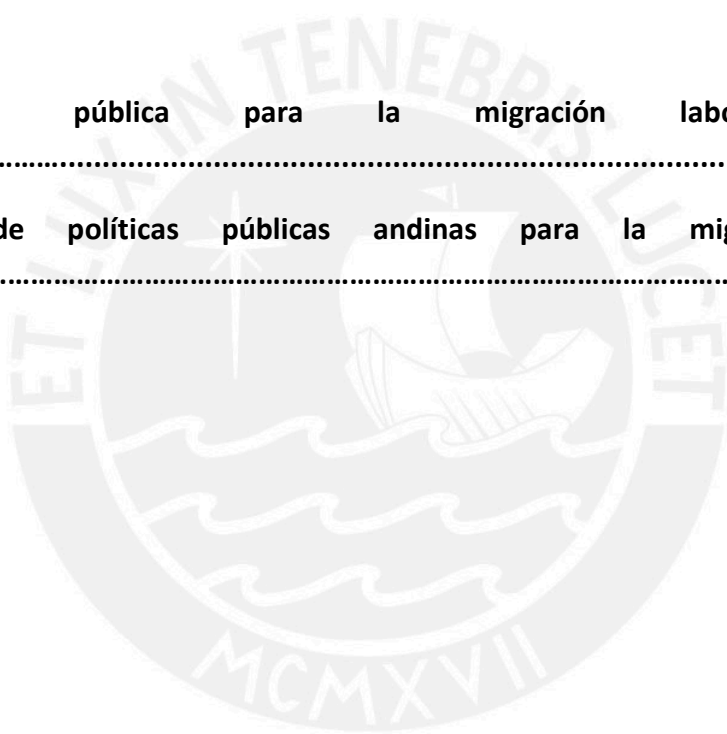 pública para la migración labo
................................................................................
de políticas públicas andinas para la mig
................................................................................
ET LUX IN TENEBRIS LUCET
MCMXVII